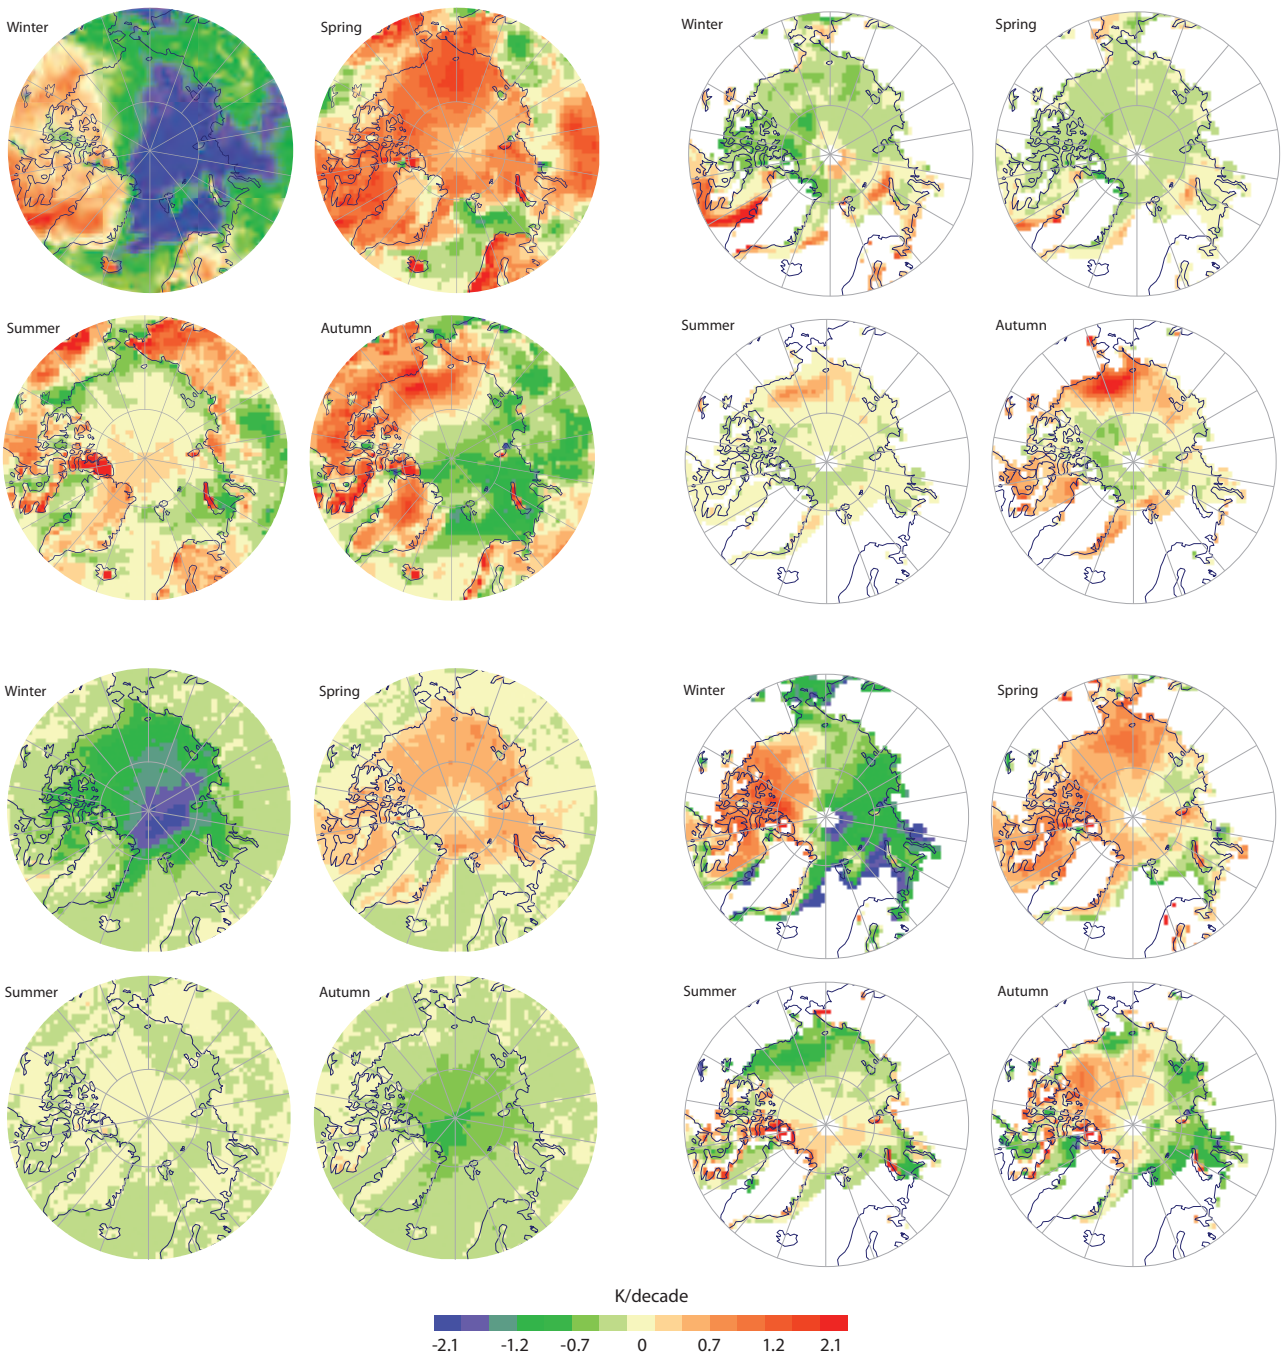 Winter
Spring
Winter
Spring
Summer
Autumn
Summer
Autumn
Winter
Spring
Winter
Spring
Summer
Autumn
Summer
Autumn
K/decade
-2.1 -1.2 -0.7 0 0.7 1.2 2.1